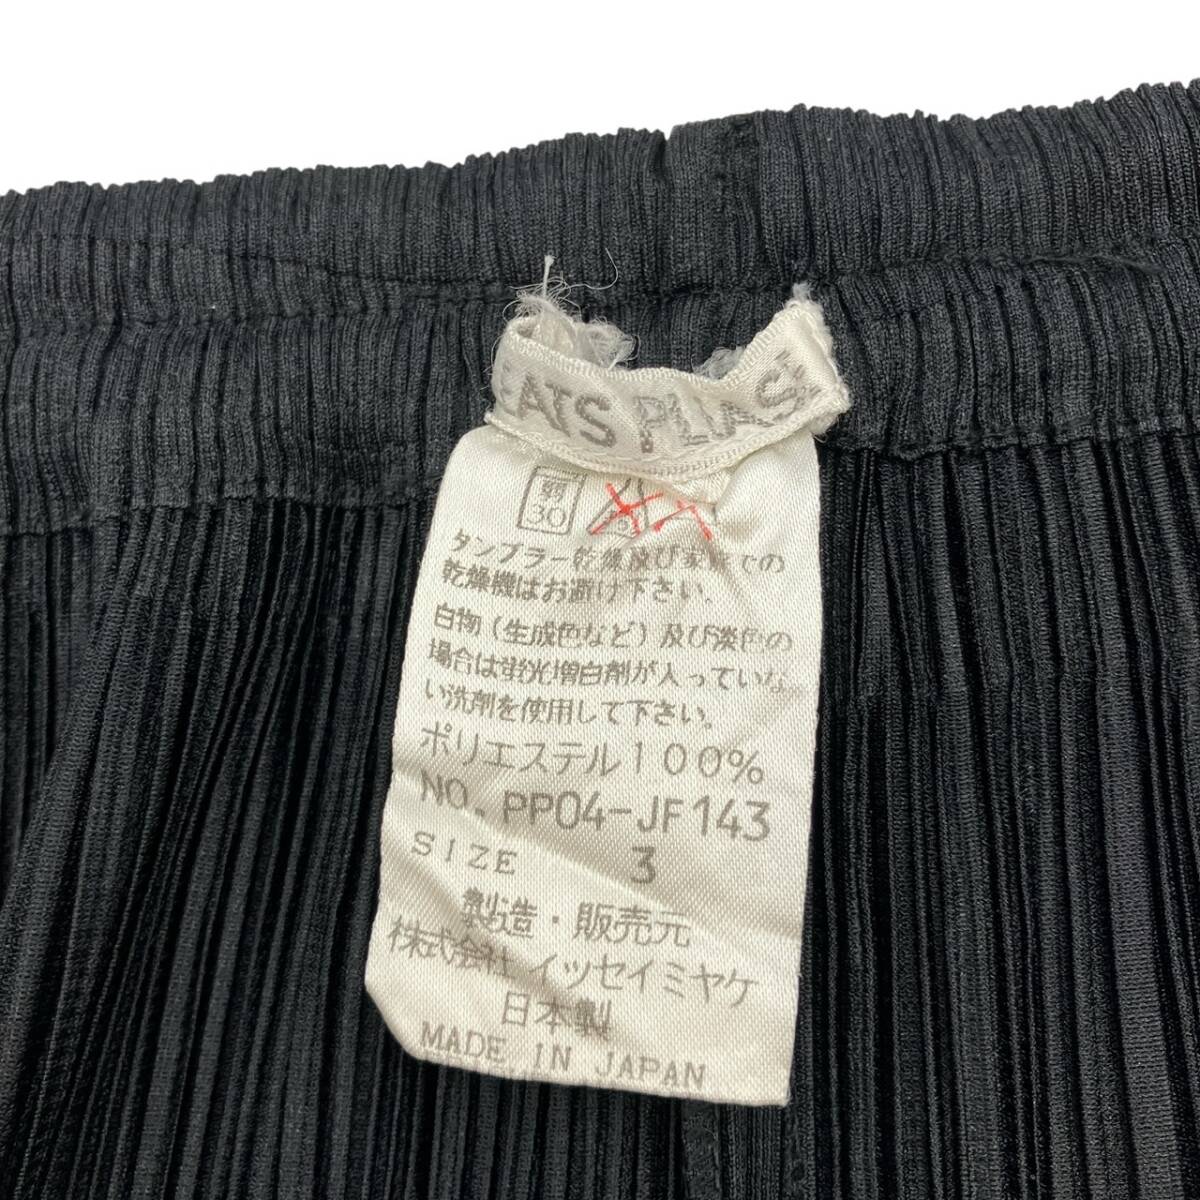 EATS PLEAS
弱
30
タンブラー乾燥及び家庭での
乾燥機はお避け下さい。
白物(生成色など)及び淡色の
場合は蛍光増白剤が入っていな
い洗剤を使用して下さい。
ポリエステル100%
NO. PP04-JF143
SIZE 3
製造・販売元
株式会社イッセイミヤケ
日本製
MADE IN JAPAN